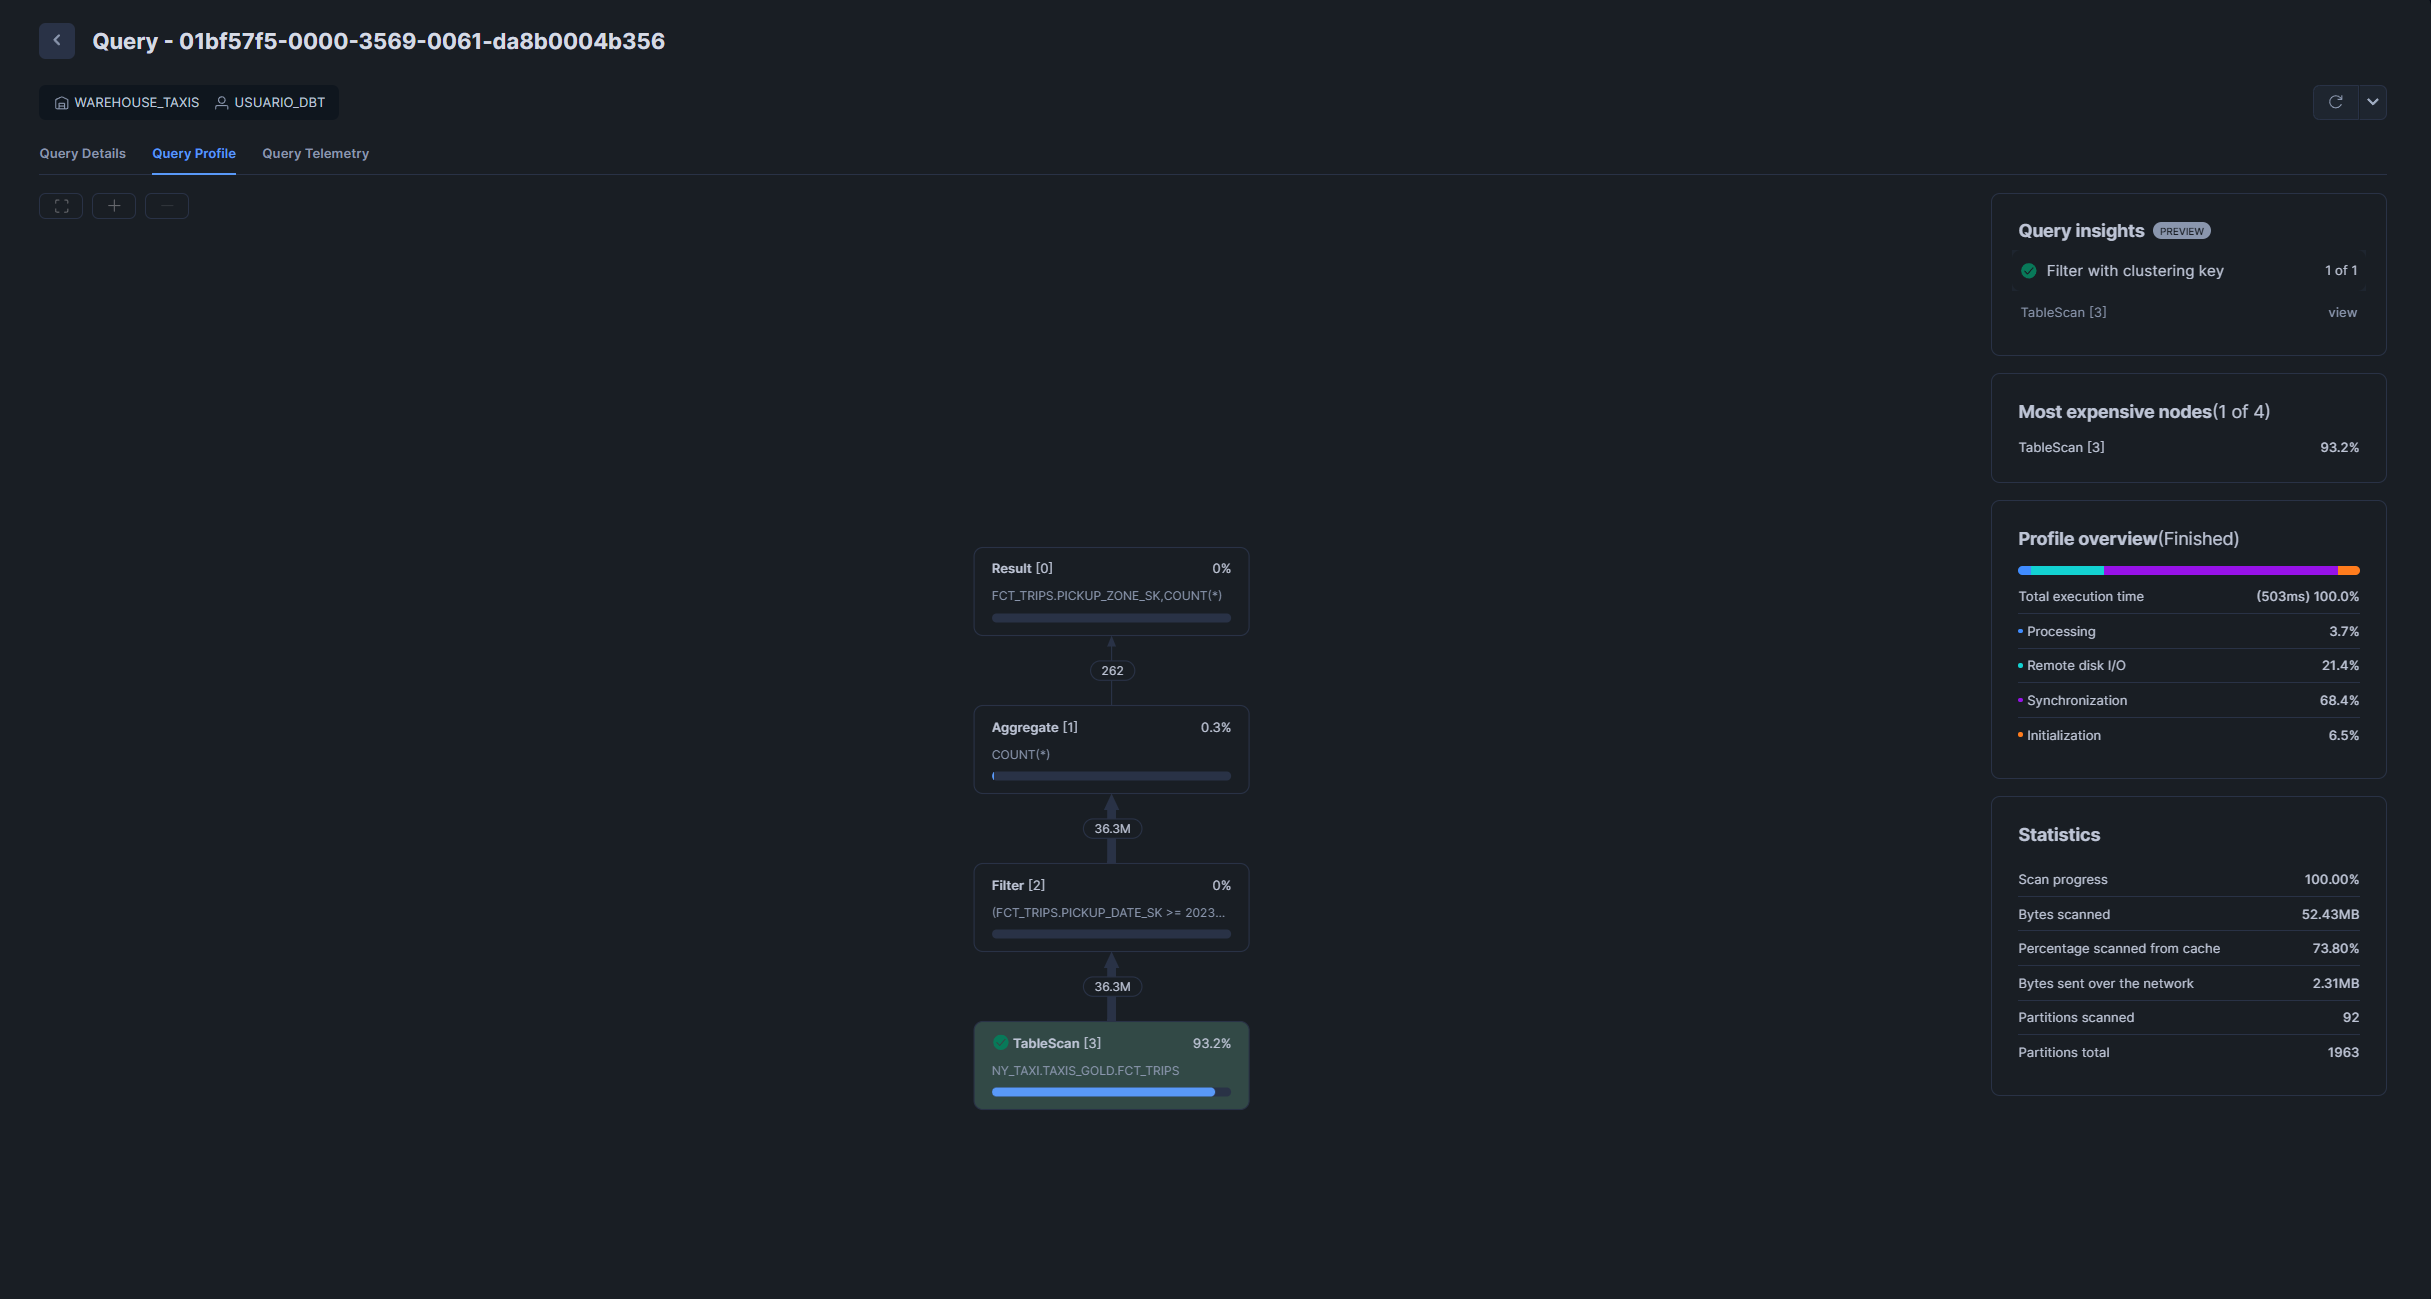 Query - 01bf57f5-0000-3569-0061-da8b0004b356
WAREHOUSE_TAXIS USUARIO_DBT
Query Details Query Profile Query Telemetry
Query insights PREVIEW
Filter with clustering key 1 of 1
TableScan [3] view
Most expensive nodes(1 of 4)
TableScan [3] 93.2%
Profile overview(Finished)
Total execution time (503ms) 100.0%
Processing 3.7%
Remote disk I/O 21.4%
Synchronization 68.4%
Initialization 6.5%
Statistics
Scan progress 100.00%
Bytes scanned 52.43MB
Percentage scanned from cache 73.80%
Bytes sent over the network 2.31MB
Partitions scanned 92
Partitions total 1963
Result [0] 0%
FCT_TRIPS.PICKUP_ZONE_SK,COUNT(*)
262
Aggregate [1] 0.3%
COUNT(*)
36.3M
Filter [2] 0%
(FCT_TRIPS.PICKUP_DATE_SK >= 2023...
36.3M
TableScan [3] 93.2%
NY_TAXI.TAXIS_GOLD.FCT_TRIPS